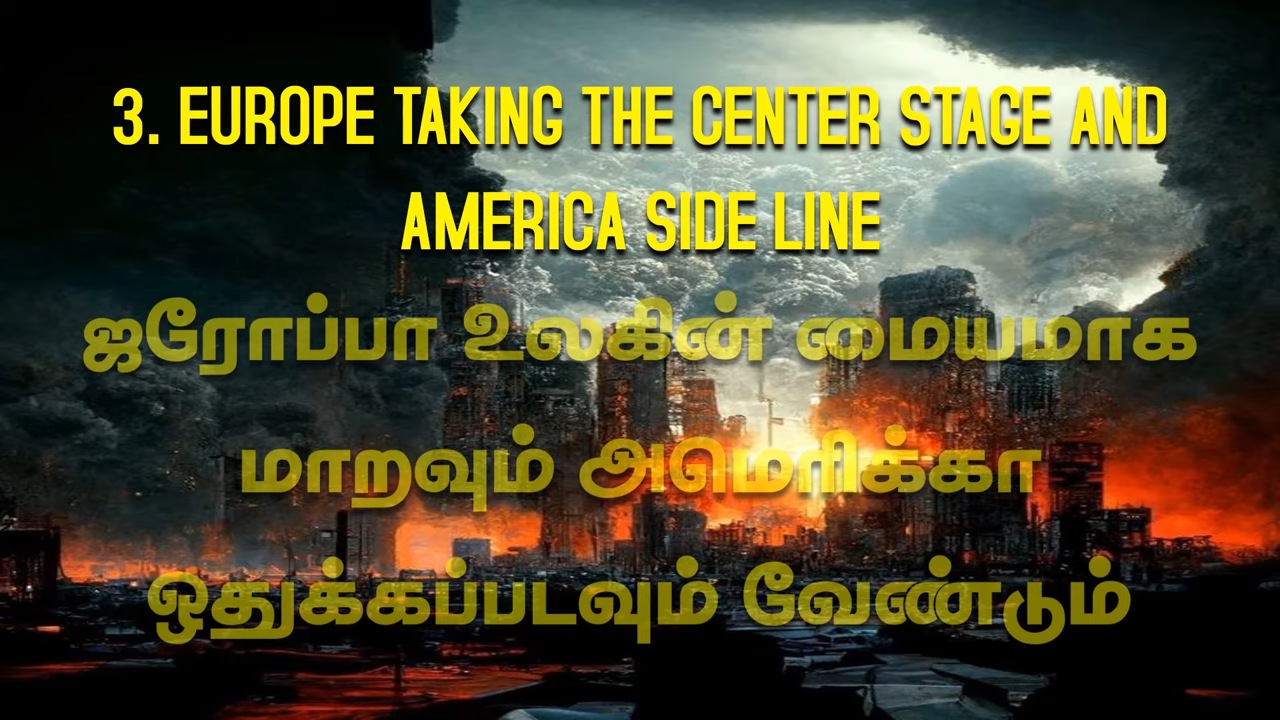 3. EUROPE TAKING THE CENTER STAGE AND
AMERICA SIDE LINE
ஐரோப்பா உலகின் மையமாக
மாறவும் அமெரிக்கா
ஒதுக்கப்படவும் வேண்டும்